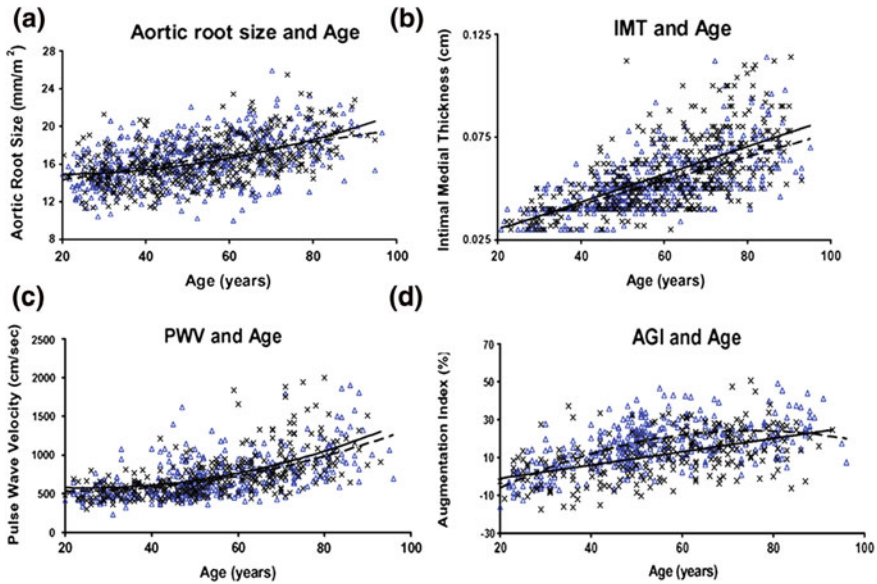 (a)
Aortic root size and Age
Aortic Root Size (mm/m²)
28
24
20
16
12
8
20 40 60 80 100
Age (years)
(b)
IMT and Age
Intimal Medial Thickness (cm)
0.125
0.075
0.025
20 40 60 80 100
Age (years)
(c)
PWV and Age
Pulse Wave Velocity (cm/sec)
2500
2000
1500
1000
500
0
20 40 60 80 100
Age (years)
(d)
AGI and Age
Augmentation Index (%)
70
50
30
10
-10
-30
20 40 60 80 100
Age (years)